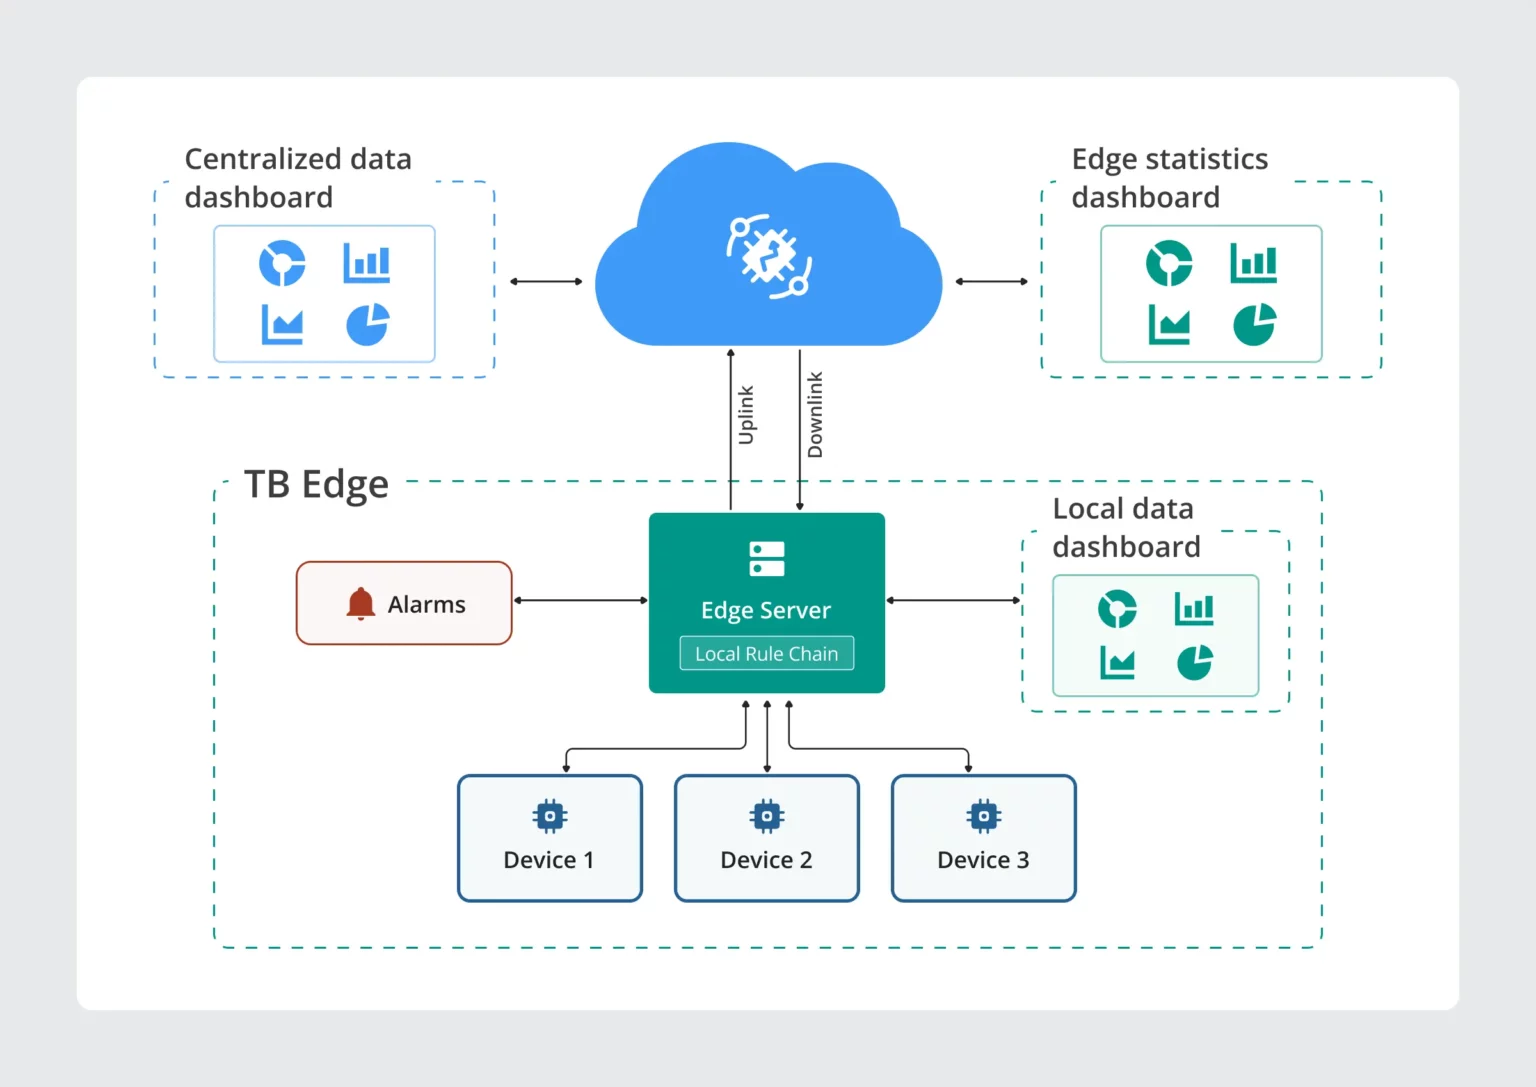 Centralized data
dashboard
Edge statistics
dashboard
Uplink
Downlink
TB Edge
Local data
dashboard
Alarms
Edge Server
Local Rule Chain
Device 1
Device 2
Device 3